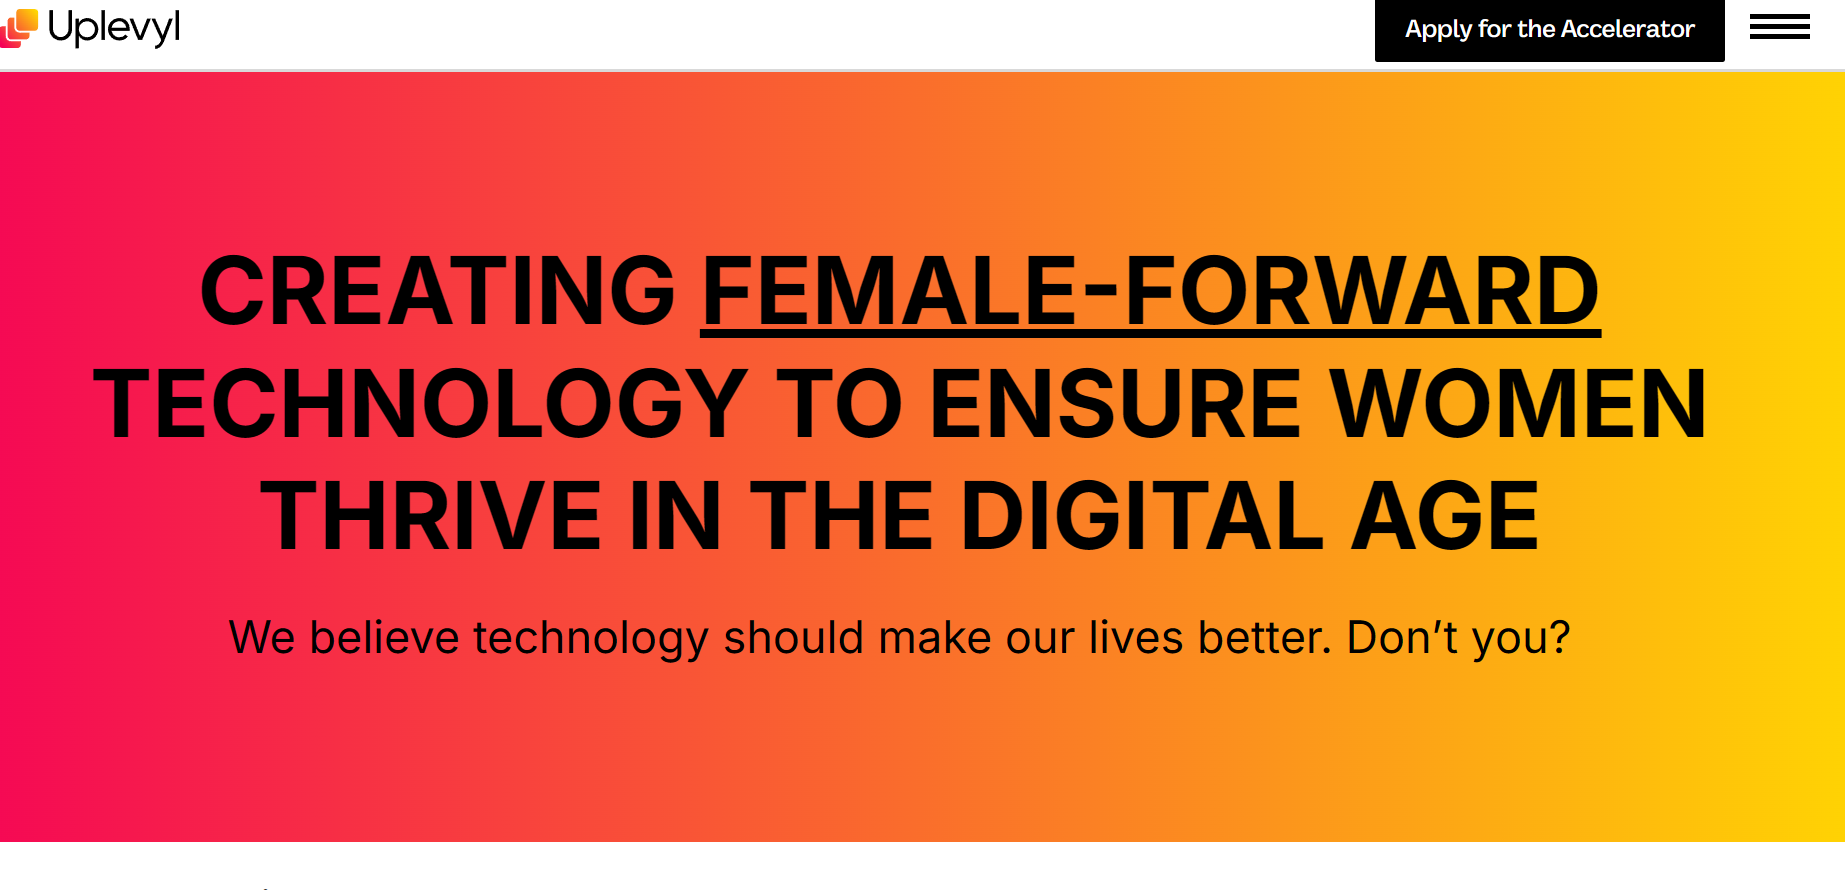 Uplevyl
Apply for the Accelerator
CREATING FEMALE-FORWARD
TECHNOLOGY TO ENSURE WOMEN
THRIVE IN THE DIGITAL AGE
We believe technology should make our lives better. Don’t you?